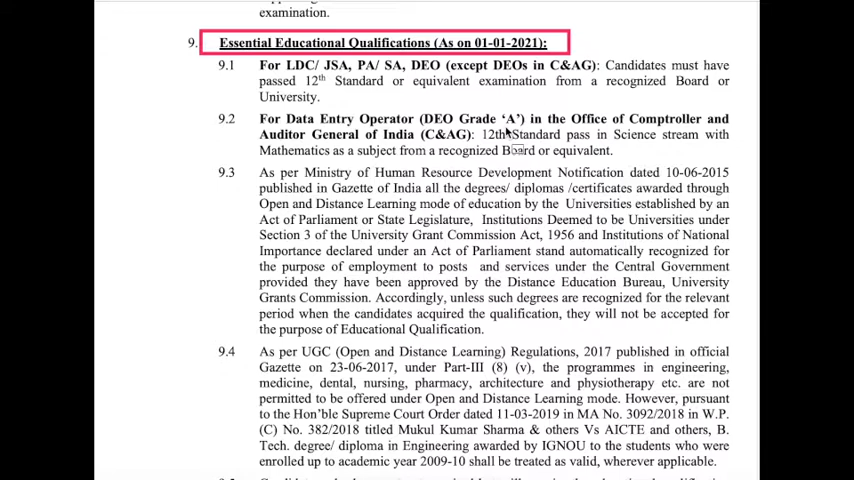 examination.
9. Essential Educational Qualifications (As on 01-01-2021):
9.1 For LDC/ JSA, PA/ SA, DEO (except DEOs in C&AG): Candidates must have
passed 12th Standard or equivalent examination from a recognized Board or
University.
9.2 For Data Entry Operator (DEO Grade ‘A’) in the Office of Comptroller and
Auditor General of India (C&AG): 12th Standard pass in Science stream with
Mathematics as a subject from a recognized Board or equivalent.
9.3 As per Ministry of Human Resource Development Notification dated 10-06-2015
published in Gazette of India all the degrees/ diplomas /certificates awarded through
Open and Distance Learning mode of education by the Universities established by an
Act of Parliament or State Legislature, Institutions Deemed to be Universities under
Section 3 of the University Grant Commission Act, 1956 and Institutions of National
Importance declared under an Act of Parliament stand automatically recognized for
the purpose of employment to posts and services under the Central Government
provided they have been approved by the Distance Education Bureau, University
Grants Commission. Accordingly, unless such degrees are recognized for the relevant
period when the candidates acquired the qualification, they will not be accepted for
the purpose of Educational Qualification.
9.4 As per UGC (Open and Distance Learning) Regulations, 2017 published in official
Gazette on 23-06-2017, under Part-III (8) (v), the programmes in engineering,
medicine, dental, nursing, pharmacy, architecture and physiotherapy etc. are not
permitted to be offered under Open and Distance Learning mode. However, pursuant
to the Hon’ble Supreme Court Order dated 11-03-2019 in MA No. 3092/2018 in W.P.
(C) No. 382/2018 titled Mukul Kumar Sharma & others Vs AICTE and others, B.
Tech. degree/ diploma in Engineering awarded by IGNOU to the students who were
enrolled up to academic year 2009-10 shall be treated as valid, wherever applicable.